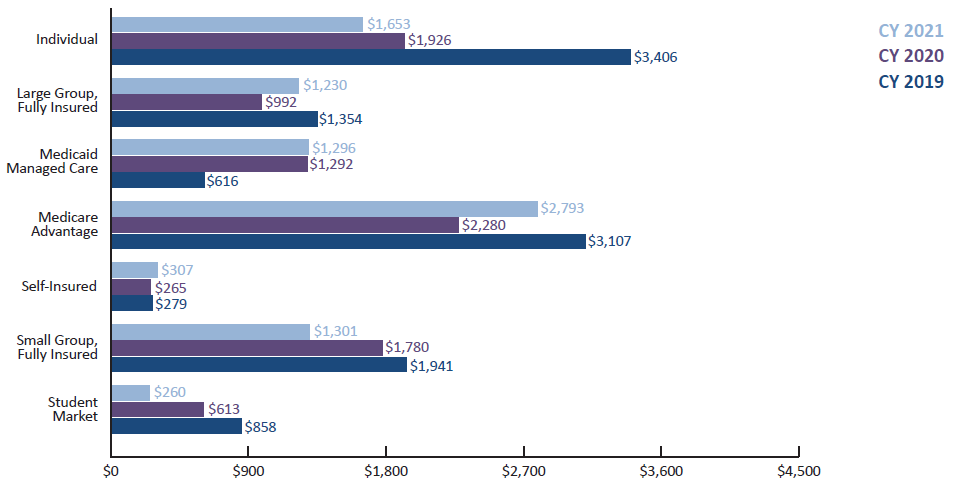 $1,653
CY 2021
Individual
$1,926
$3,406
CY 2020
CY 2019
$1,230
Large Group,
Fully Insured
$992
$1,354
$1,296
Medicaid
Managed Care
$1,292
$616
$2,793
Medicare
Advantage
$2,280
$3,107
$307
Self-Insured
$265
$279
$1,301
Small Group,
Fully Insured
$1,780
$1,941
$260
Student
Market
$613
$858
$0 $900 $1,800 $2,700 $3,600 $4,500